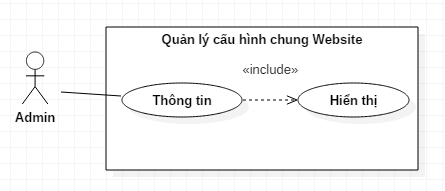 Quản lý cấu hình chung Website
«include»
Thông tin
Hiển thị
Admin